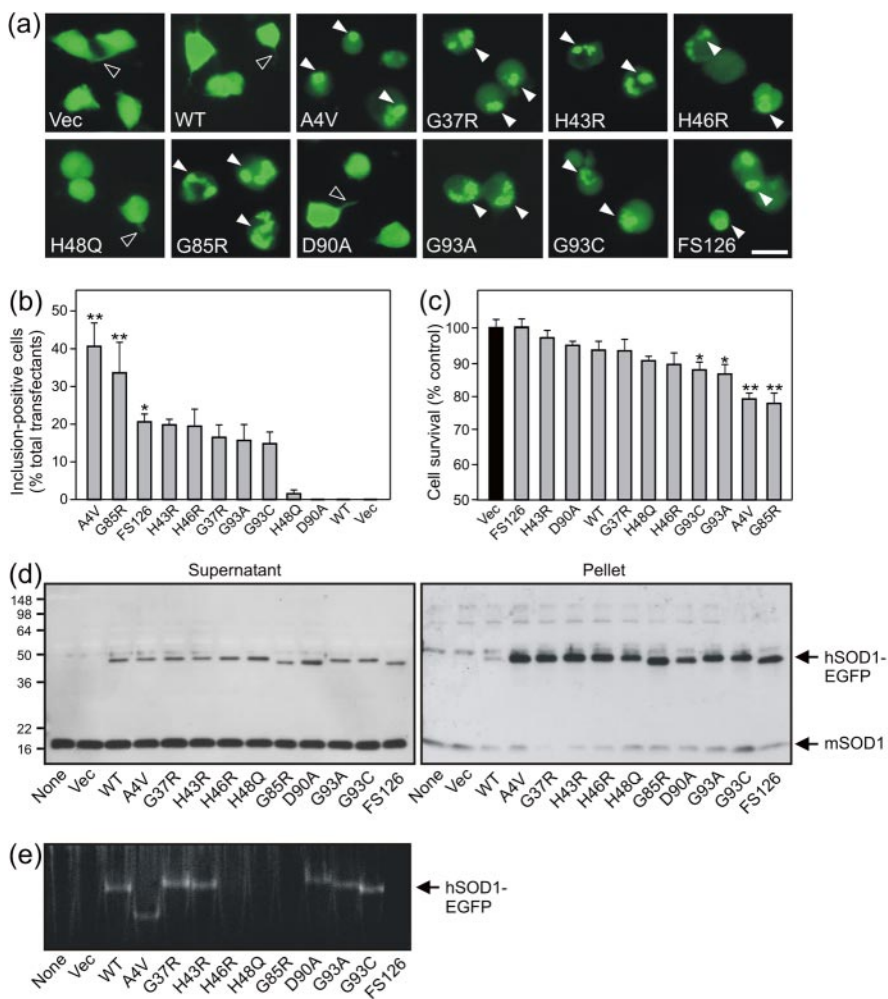 (a)
Vec WT A4V G37R H43R H46R
H48Q G85R D90A G93A G93C FS126
(b)
Inclusion-positive cells
(% total transfectants)
50
40
30
20
10
0
** ** *
A4V G85R FS126 H43R H46R G37R G93A G93C H48Q D90A WT Vec
(c)
Cell survival (% control)
100
90
80
70
60
50
* * ** **
Vec FS126 H43R D90A WT G37R H48Q H46R G93C G93A A4V G85R
(d)
Supernatant Pellet
148
98
64
50
36
22
16
hSOD1-
EGFP
mSOD1
None Vec WT A4V G37R H43R H46R H48Q G85R D90A G93A G93C FS126
None Vec WT A4V G37R H43R H46R H48Q G85R D90A G93A G93C FS126
(e)
hSOD1-
EGFP
None Vec WT A4V G37R H43R H46R H48Q G85R D90A G93A G93C FS126